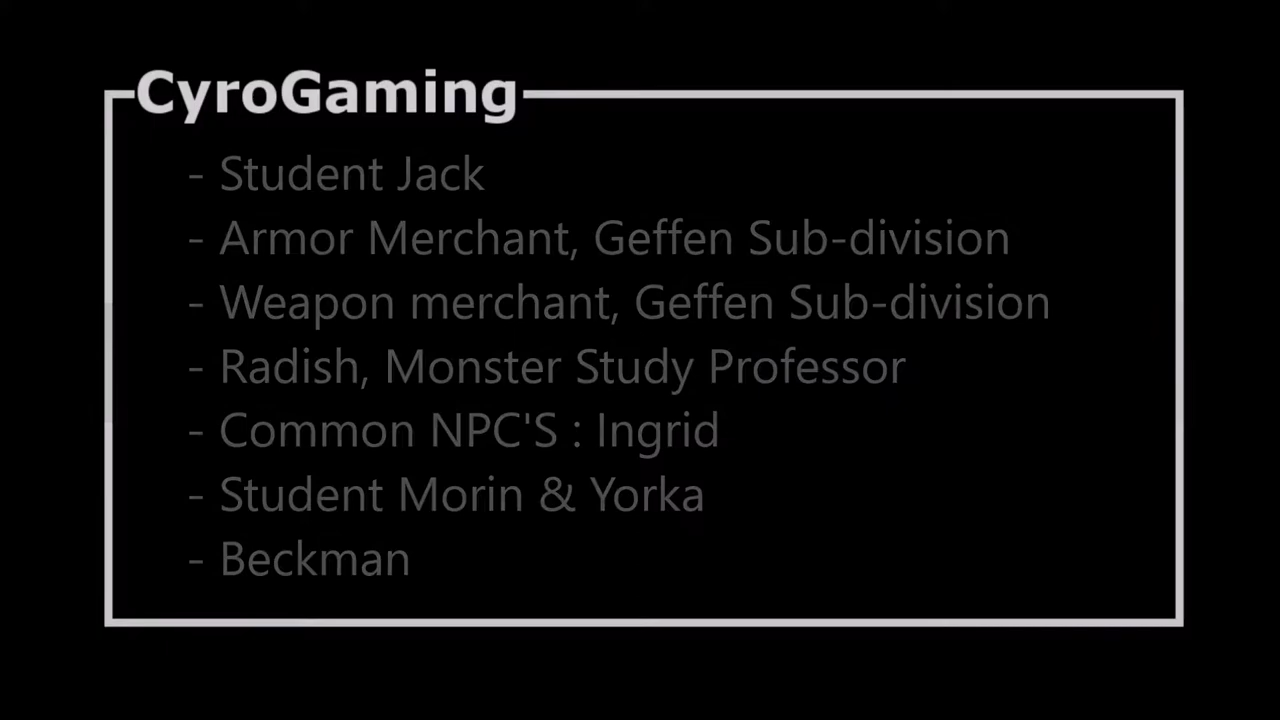 CyroGaming
- Student Jack
- Armor Merchant, Geffen Sub-division
- Weapon merchant, Geffen Sub-division
- Radish, Monster Study Professor
- Common NPC'S : Ingrid
- Student Morin & Yorka
- Beckman